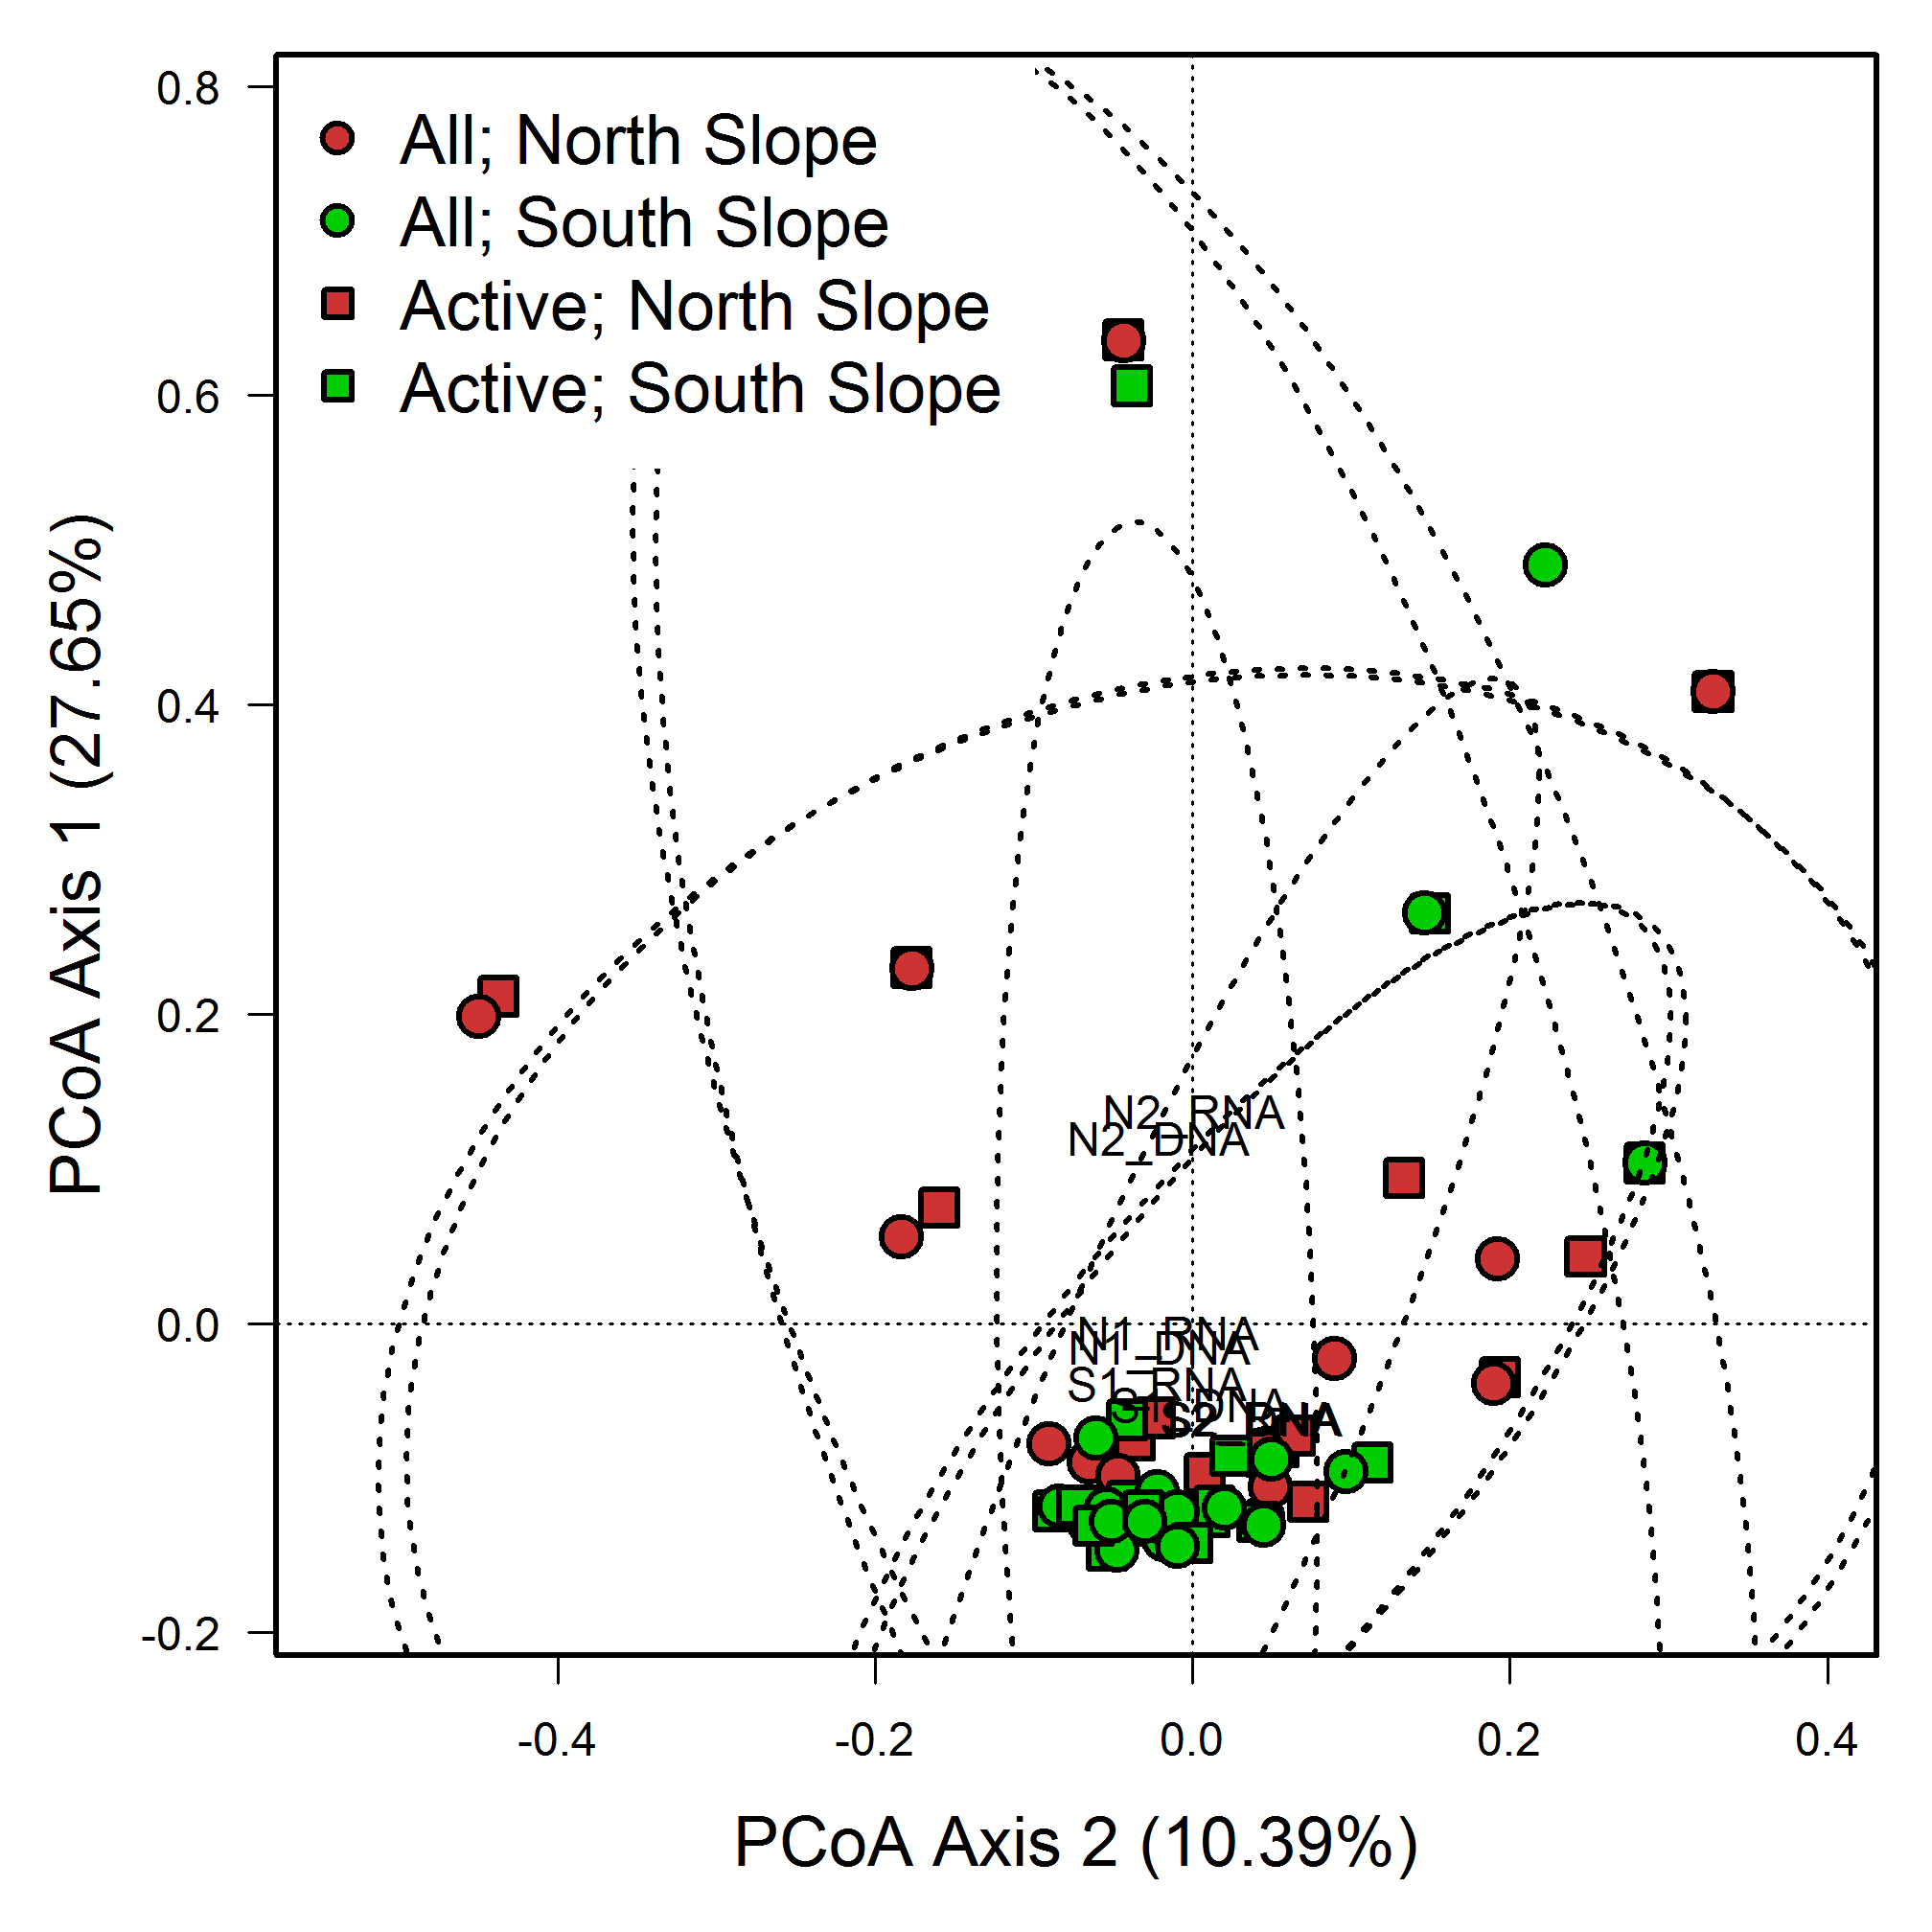 All; North Slope
All; South Slope
Active; North Slope
Active; South Slope
0.8
0.6
0.4
0.2
0.0
-0.2
PCoA Axis 1 (27.65%)
N2_RNA
N2_DNA
N1_RNA
N1_DNA
S1_RNA
S1_DNA
-0.4
-0.2
0.0
0.2
0.4
PCoA Axis 2 (10.39%)